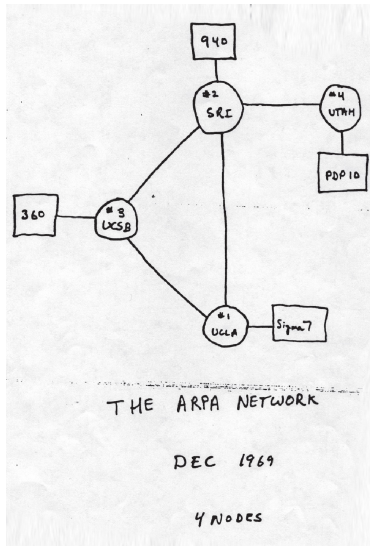 940
#2
SRI
#4
UTAH
PDP10
360
#3
UCSB
#1
UCLA
Sigma7
THE ARPA NETWORK
DEC 1969
4 NODES